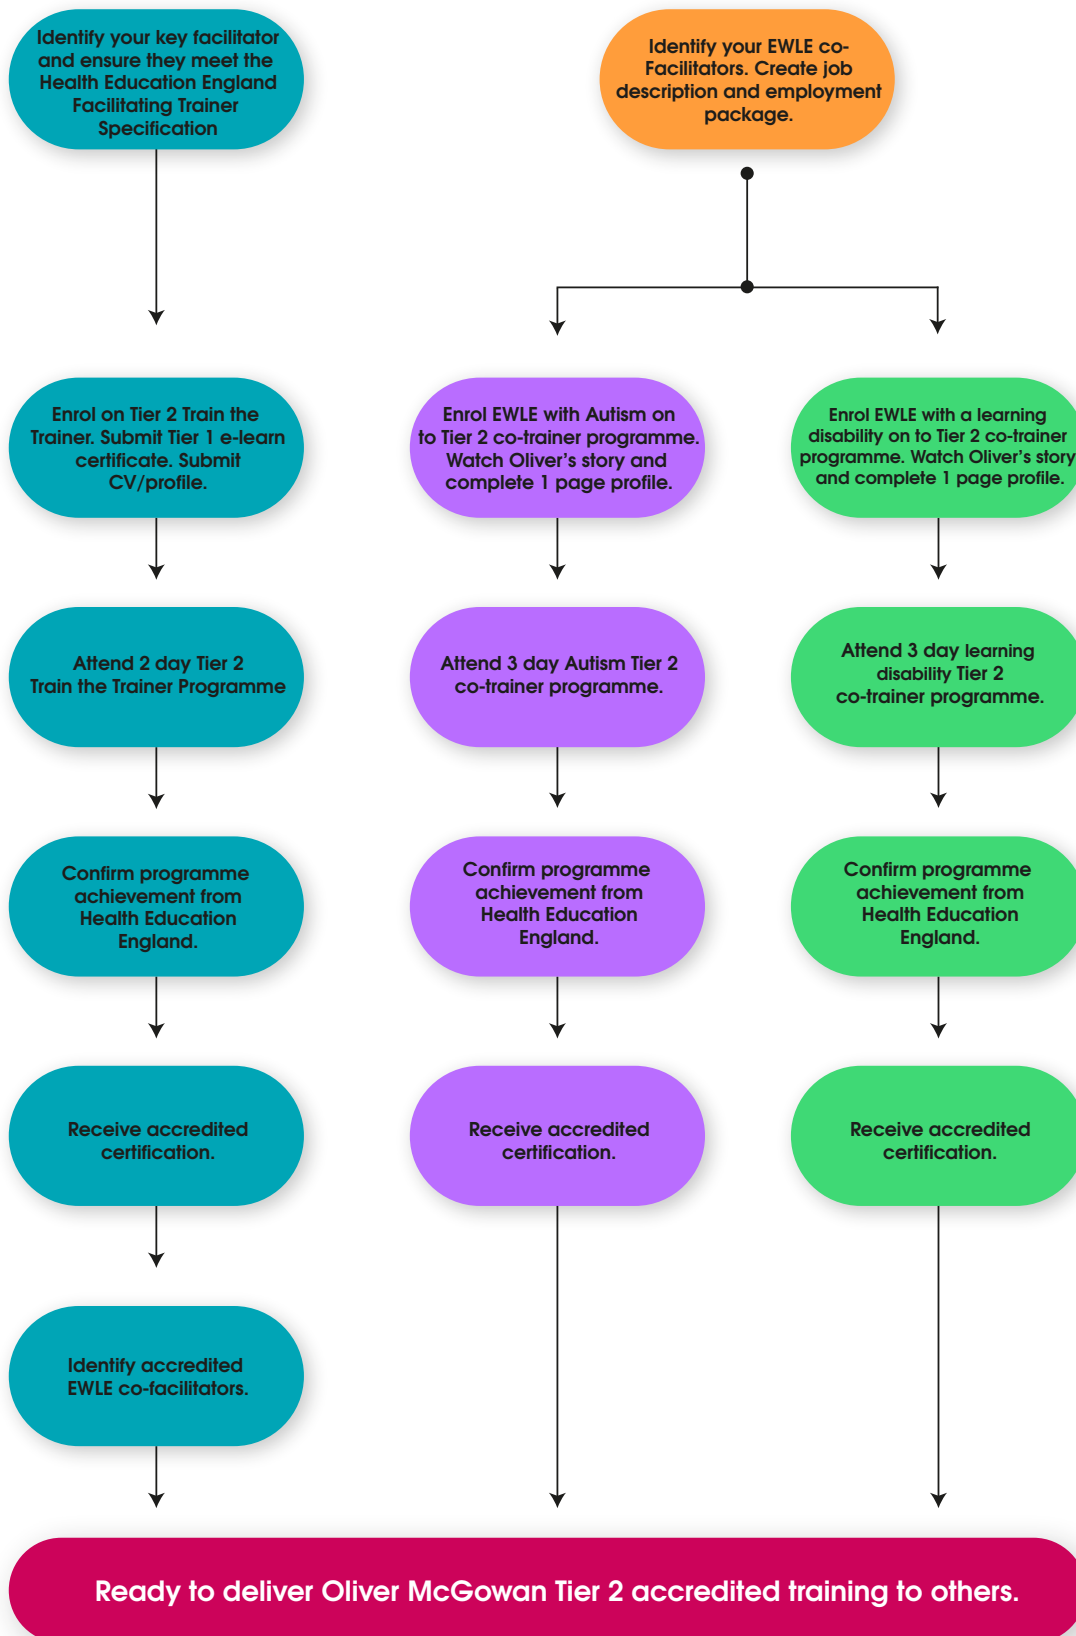 Identify your key facilitator
and ensure they meet the
Health Education England
Facilitating Trainer
Specification
Identify your EWLE co-
Facilitators. Create job
description and employment
package.
Enrol on Tier 2 Train the
Trainer. Submit Tier 1 e-learn
certificate. Submit
CV/profile.
Enrol EWLE with Autism on
to Tier 2 co-trainer programme.
Watch Oliver’s story and
complete 1 page profile.
Enrol EWLE with a learning
disability on to Tier 2 co-trainer
programme. Watch Oliver’s story
and complete 1 page profile.
Attend 2 day Tier 2
Train the Trainer Programme
Attend 3 day Autism Tier 2
co-trainer programme.
Attend 3 day learning
disability Tier 2
co-trainer programme.
Confirm programme
achievement from
Health Education
England.
Confirm programme
achievement from
Health Education
England.
Confirm programme
achievement from
Health Education
England.
Receive accredited
certification.
Receive accredited
certification.
Receive accredited
certification.
Identify accredited
EWLE co-facilitators.
Ready to deliver Oliver McGowan Tier 2 accredited training to others.